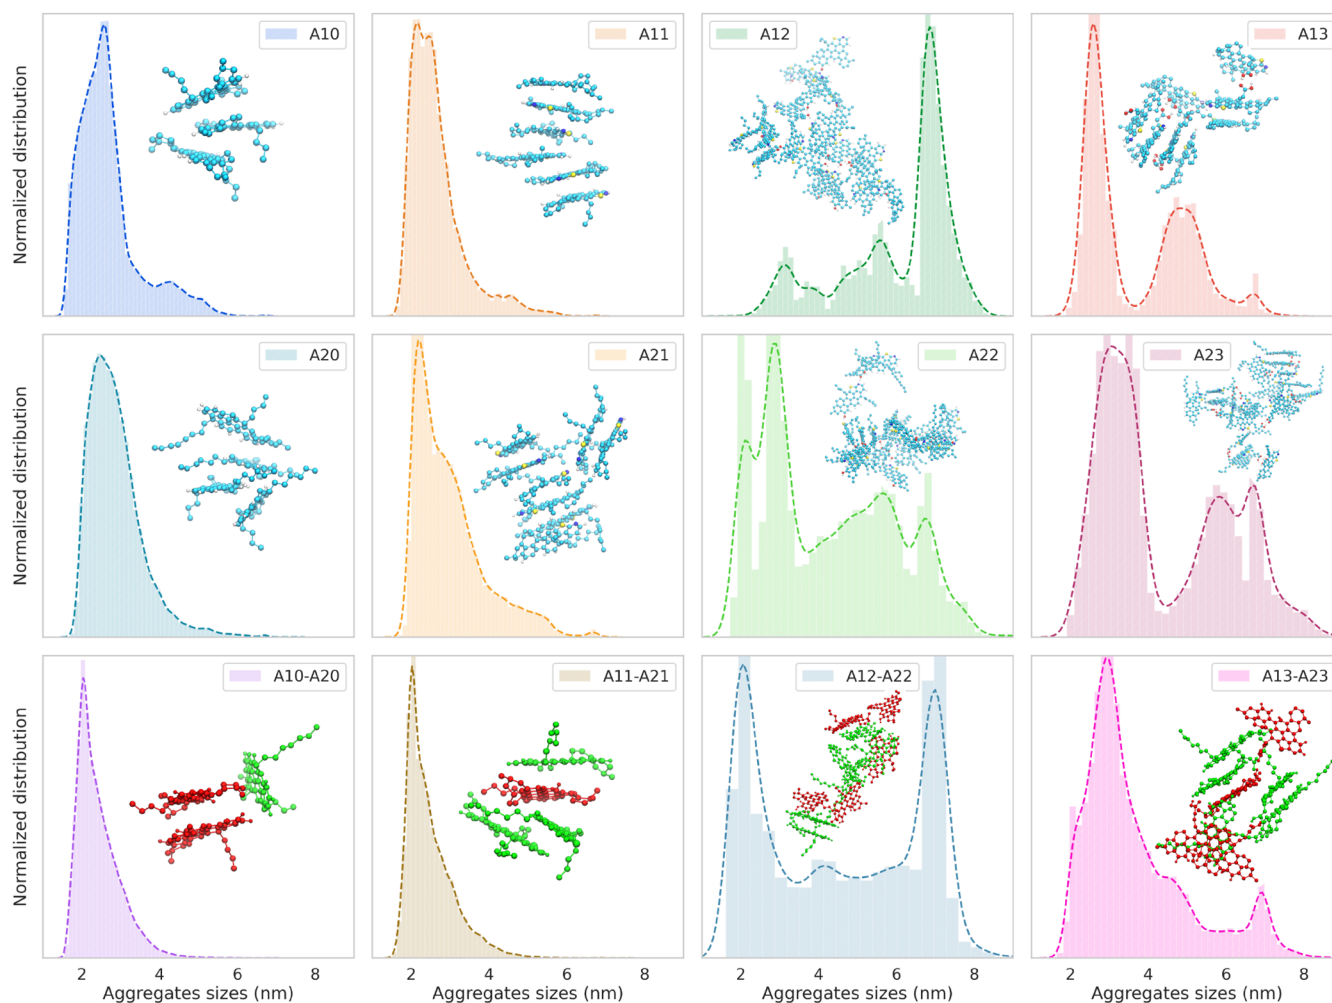 A10
A11
A12
A13
Normalized distribution
A20
A21
A22
A23
Normalized distribution
A10-A20
A11-A21
A12-A22
A13-A23
Normalized distribution
2 4 6 8
2 4 6 8
2 4 6 8
2 4 6 8
Aggregates sizes (nm)
Aggregates sizes (nm)
Aggregates sizes (nm)
Aggregates sizes (nm)